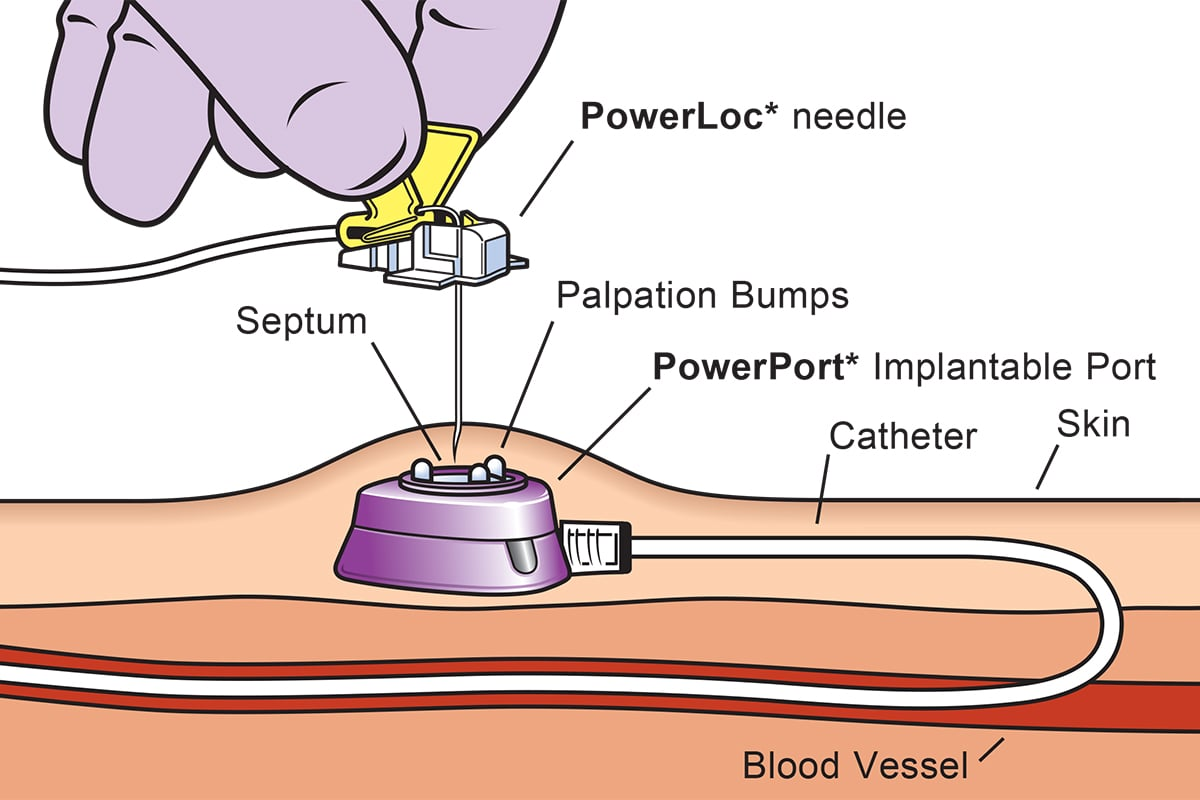 PowerLoc* needle
Palpation Bumps
Septum
PowerPort* Implantable Port
Catheter
Skin
Blood Vessel